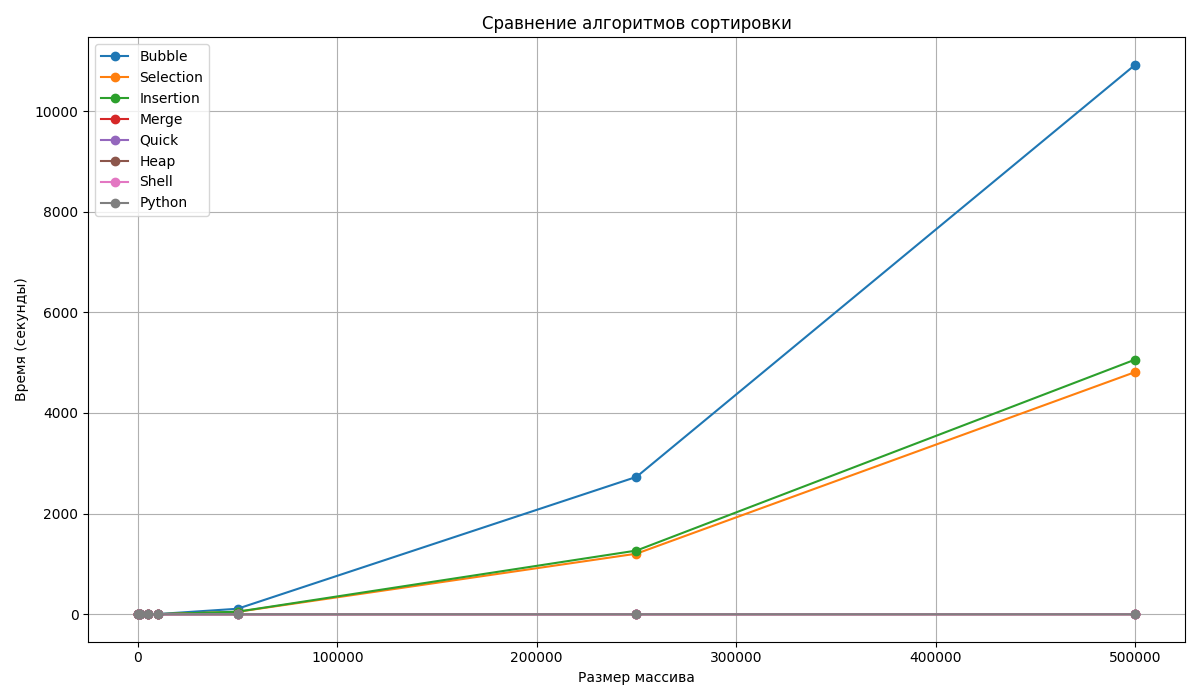 Сравнение алгоритмов сортировки
Bubble
Selection
Insertion
Merge
Quick
Heap
Shell
Python
Время (секунды)
10000
8000
6000
4000
2000
0
0 100000 200000 300000 400000 500000
Размер массива